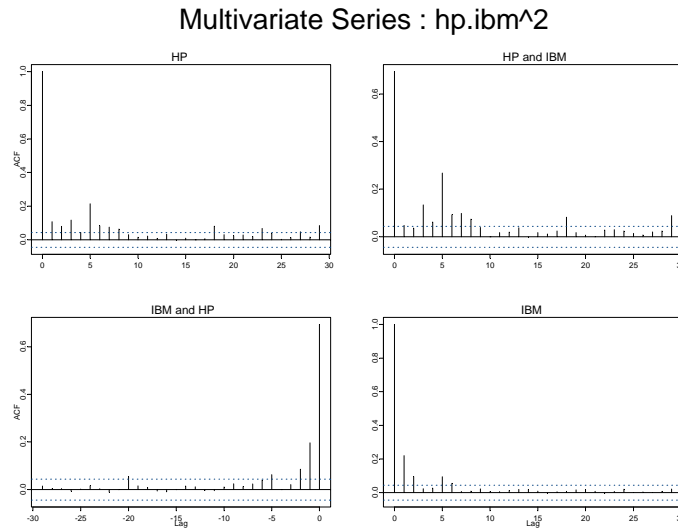 Multivariate Series : hp.ibm^2
HP
HP and IBM
ACF
0.0 0.2 0.4 0.6 0.8 1.0
0 5 10 15 20 25 30
0.0 0.2 0.4 0.6
0 5 10 15 20 25
IBM and HP
IBM
ACF
0.0 0.2 0.4 0.6
-30 -25 -20 -15 -10 -5 0
Lag
0.0 0.2 0.4 0.6 0.8 1.0
0 5 10 15 20 25
Lag